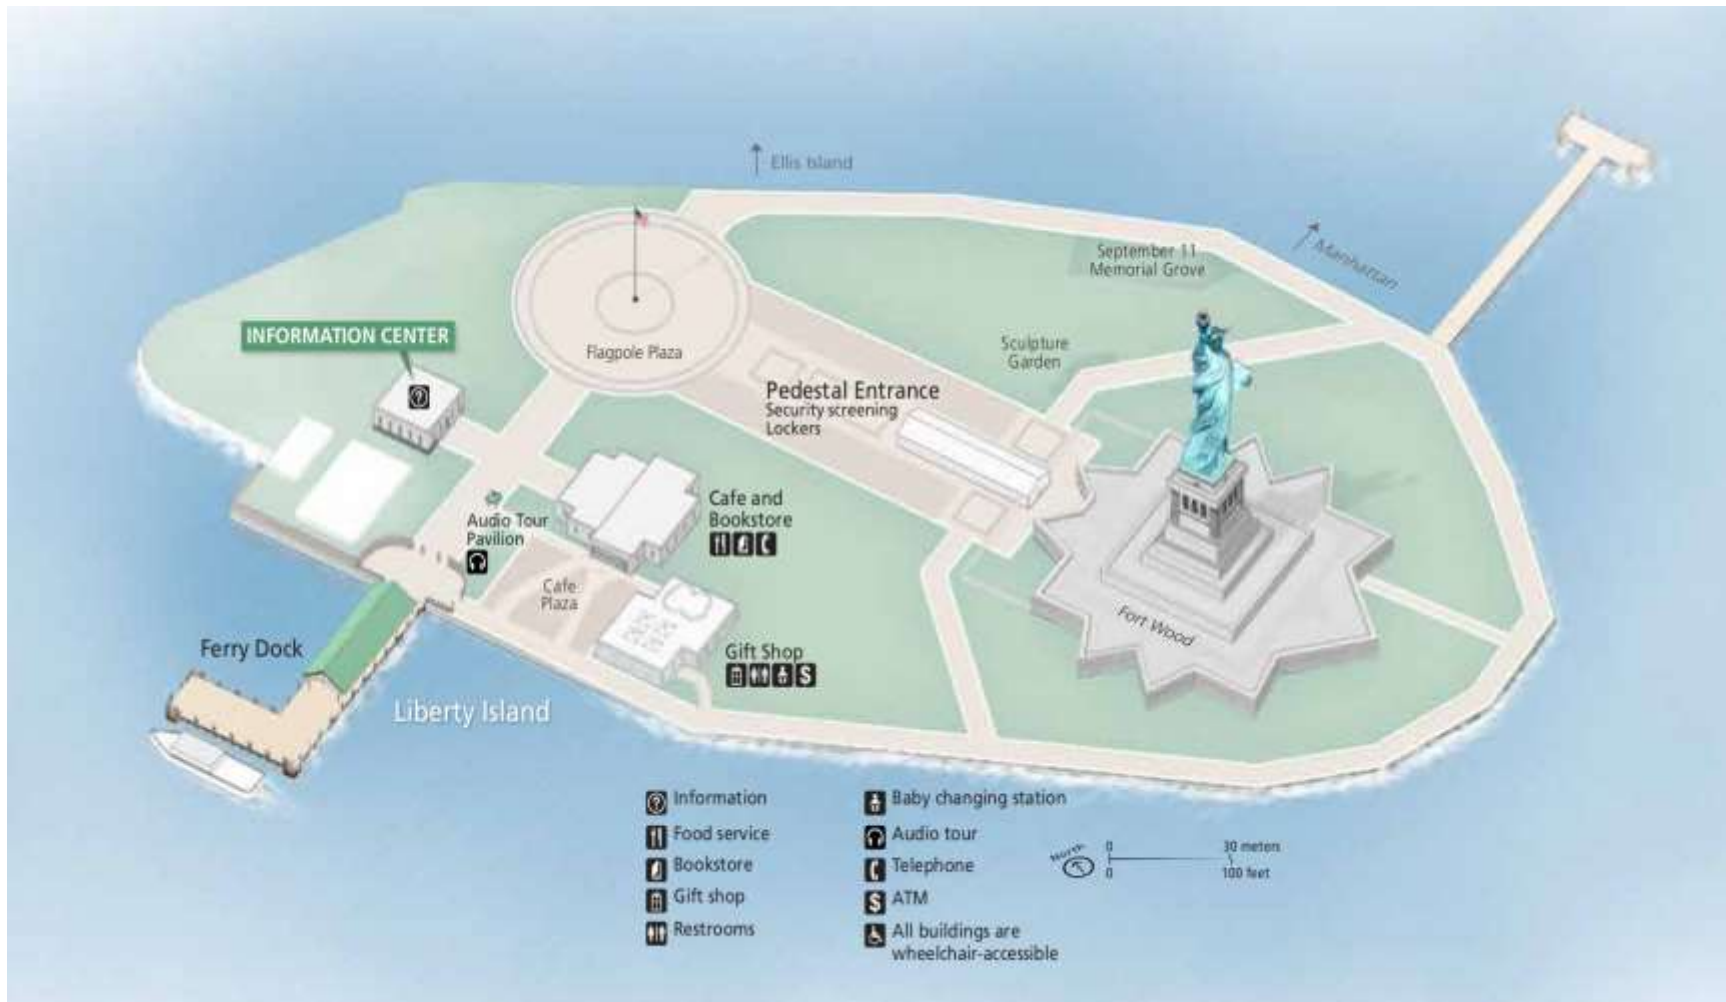 Ellis Island
Manhattan
September 11
Memorial Grove
INFORMATION CENTER
Flagpole Plaza
Sculpture
Garden
Pedestal Entrance
Security screening
Lockers
Cafe and
Bookstore
Audio Tour
Pavilion
Cafe
Plaza
Fort Wood
Ferry Dock
Gift Shop
Liberty Island
Information
Food service
Bookstore
Gift shop
Restrooms
Baby changing station
Audio tour
Telephone
ATM
All buildings are
wheelchair-accessible
North
0 30 meters
0 100 feet